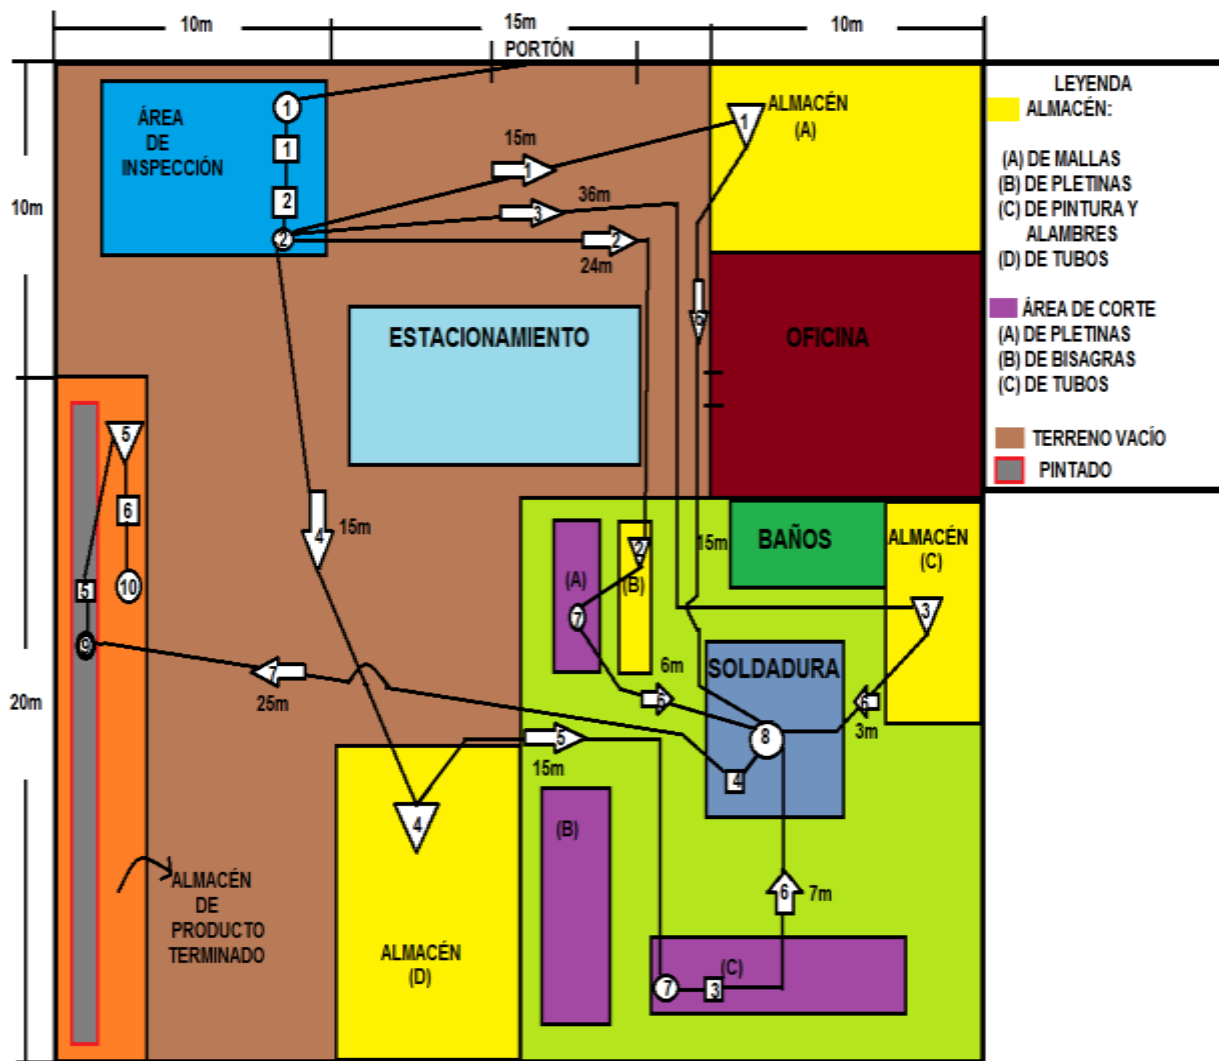 10m
15m
10m
PORTÓN
LEYENDA
ALMACÉN:
(A) DE MALLAS
(B) DE PLETINAS
(C) DE PINTURA Y
ALAMBRES
(D) DE TUBOS
ÁREA DE CORTE
(A) DE PLETINAS
(B) DE BISAGRAS
(C) DE TUBOS
TERRENO VACÍO
PINTADO
ÁREA
DE
INSPECCIÓN
1
1
2
2
15m
1
36m
3
2
24m
ALMACÉN
(A)
1
10m
ESTACIONAMIENTO
OFICINA
5
6
10
5
9
4
15m
(A)
7
2
(B)
15m
BAÑOS
ALMACÉN
(C)
3
20m
7
25m
6m
6
SOLDADURA
8
6
3m
4
5
15m
4
(B)
6
7m
ALMACÉN
DE
PRODUCTO
TERMINADO
ALMACÉN
(D)
(C)
7
3